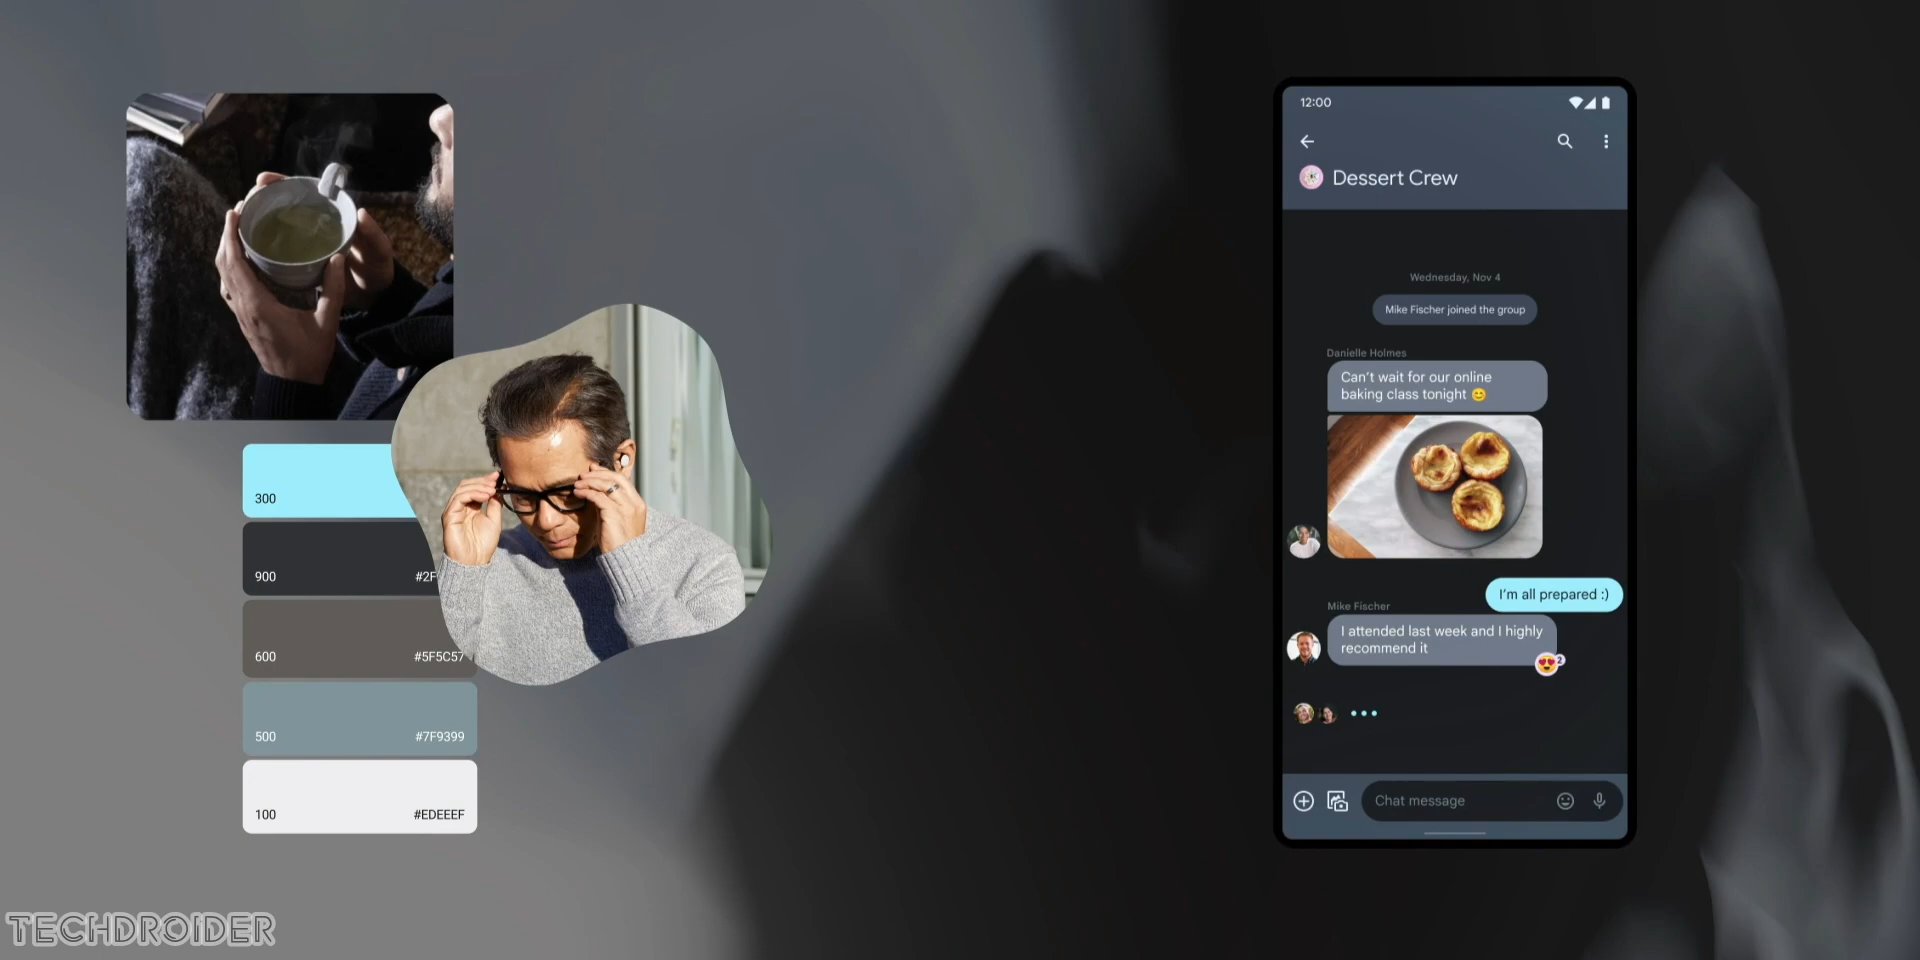 300
900
#2F
600
#5F5C57
500
#7F9399
100
#EDEEEF
TECHDROIDER
12:00
Dessert Crew
Wednesday, Nov 4
Mike Fischer joined the group
Danielle Holmes
Can't wait for our online
baking class tonight 😊
I'm all prepared :)
Mike Fischer
I attended last week and I highly
recommend it
😍2
Chat message